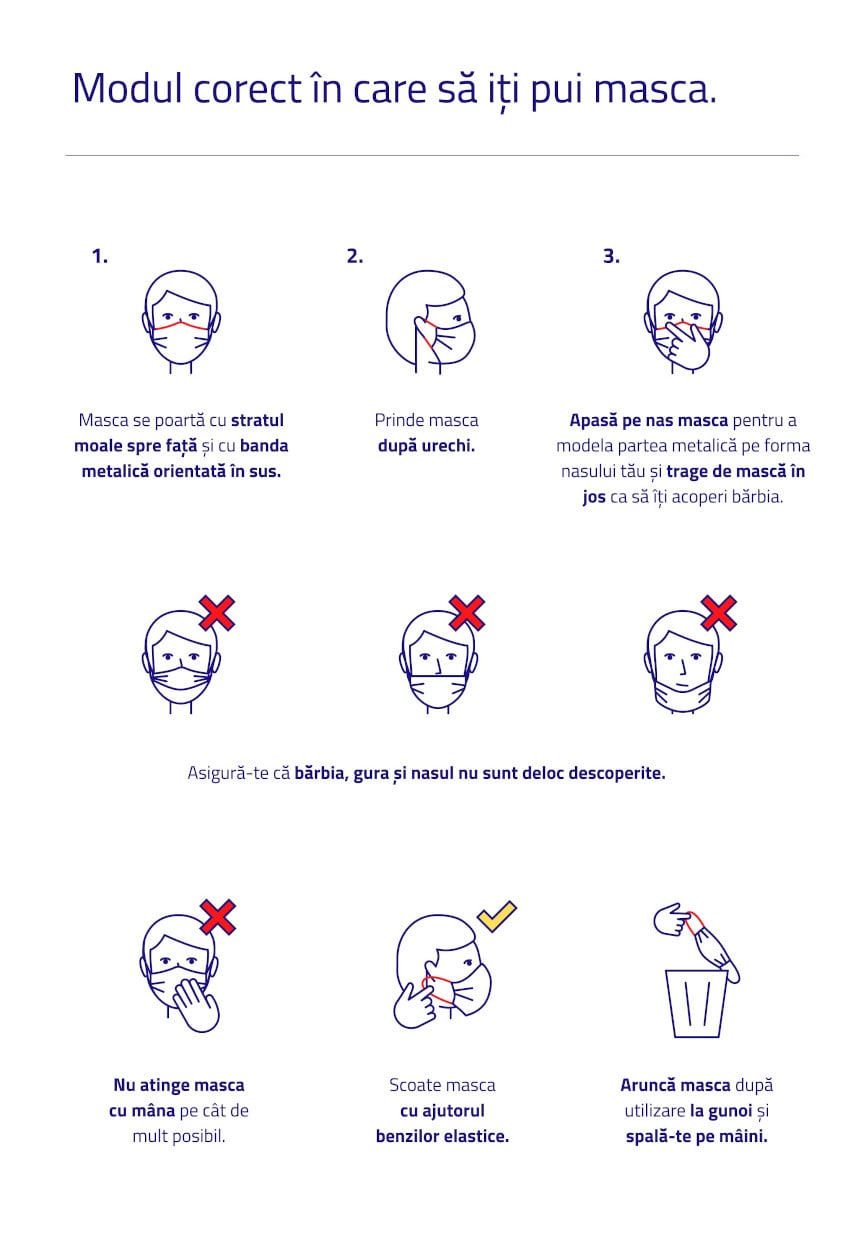 Modul corect în care să iți pui masca.
1.
2.
3.
Masca se poartă cu stratul
moale spre față și cu banda
metalică orientată în sus.
Prinde masca
după urechi.
Apasă pe nas masca pentru a
modela partea metalică pe forma
nasului tău și trage de mască în
jos ca să îți acoperi bărbia.
Asigură-te că bărbia, gura și nasul nu sunt deloc descoperite.
Nu atinge masca
cu mâna pe cât de
mult posibil.
Scoate masca
cu ajutorul
benzilor elastice.
Aruncă masca după
utilizare la gunoi și
spală-te pe mâini.